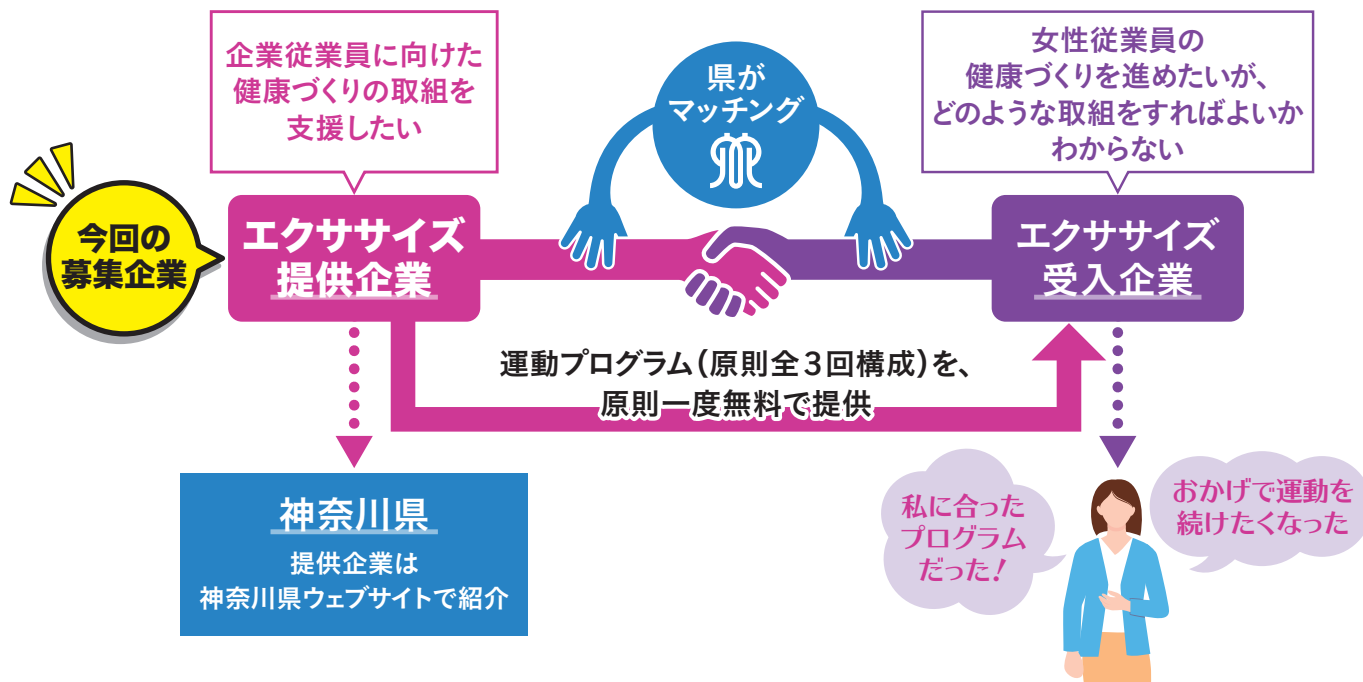 企業従業員に向けた
健康づくりの取組を
支援したい
県が
マッチング
女性従業員の
健康づくりを進めたいが、
どのような取組をすればよいか
わからない
今回の
募集企業
エクササイズ
提供企業
エクササイズ
受入企業
運動プログラム(原則全3回構成)を、
原則一度無料で提供
神奈川県
提供企業は
神奈川県ウェブサイトで紹介
私に合った
プログラム
だった!
おかげで運動を
続けたくなった